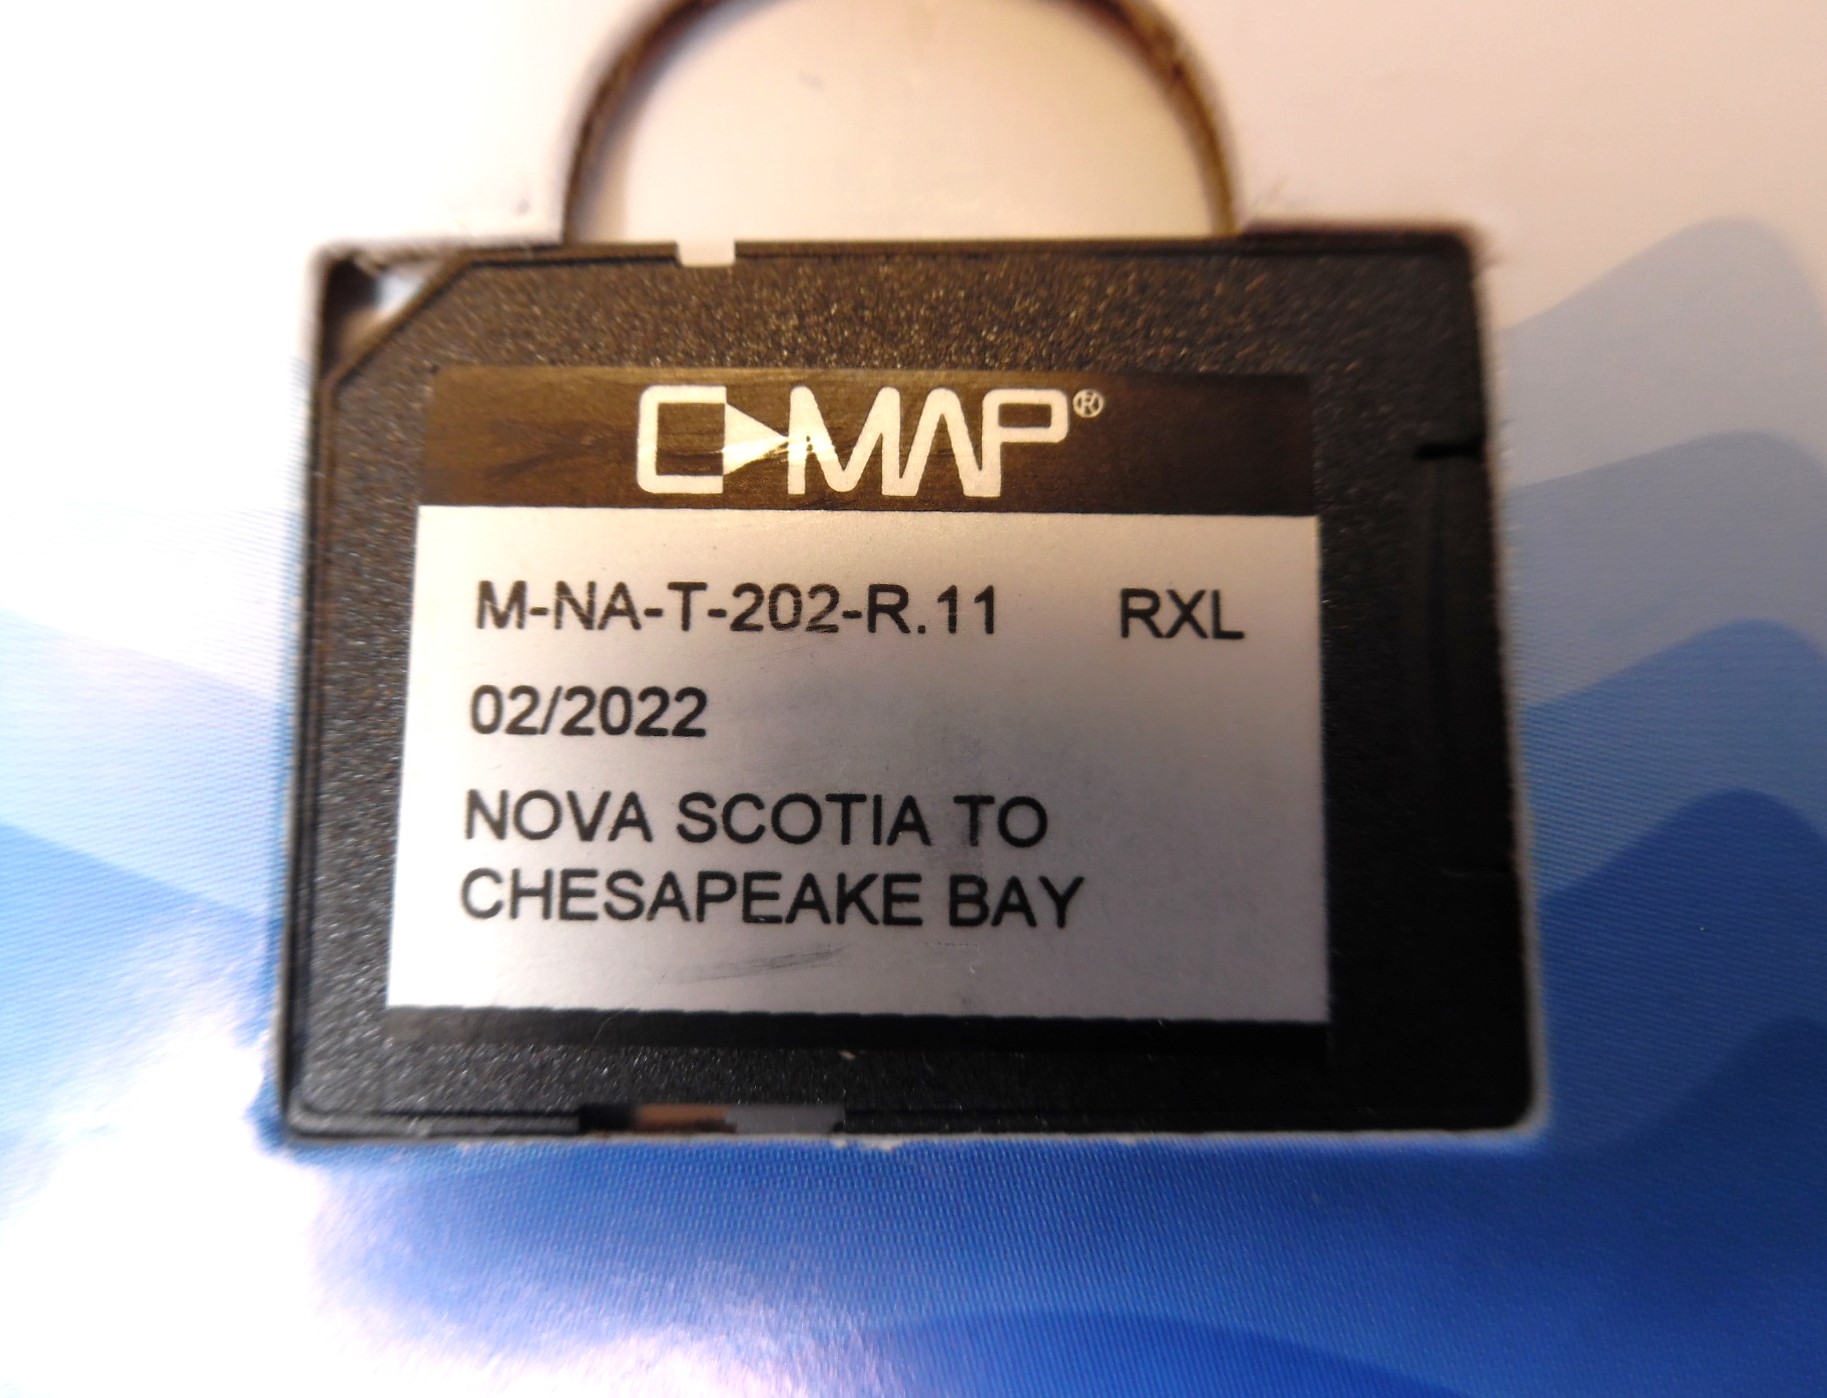 C-MAP®
M-NA-T-202-R.11 RXL
02/2022
NOVA SCOTIA TO
CHESAPEAKE BAY